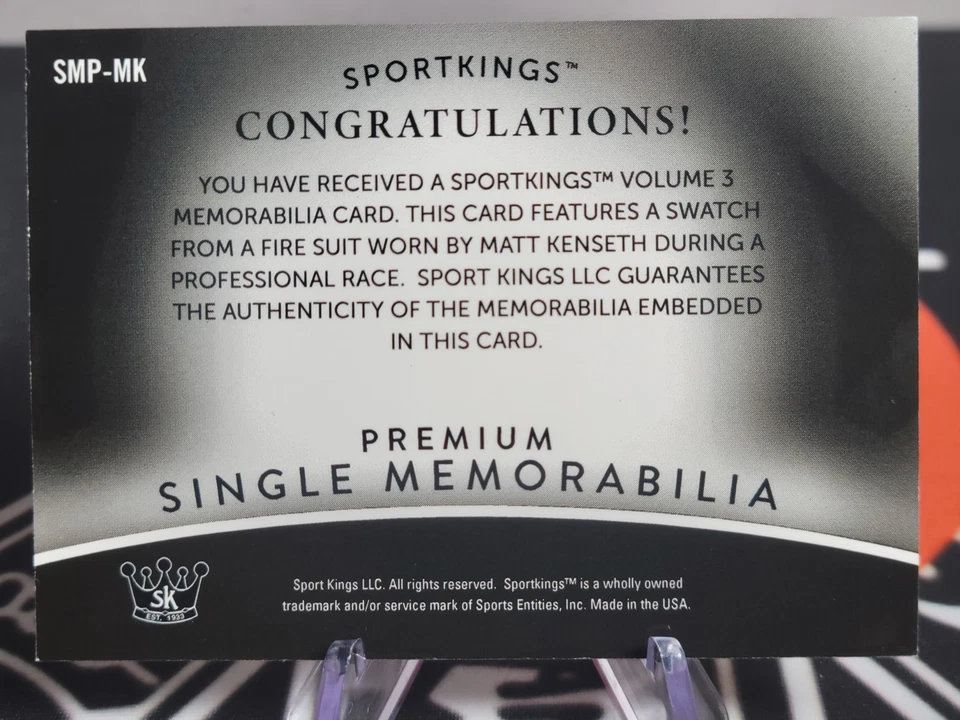 SMP-MK
SPORTKINGS™
CONGRATULATIONS!
YOU HAVE RECEIVED A SPORTKINGS™ VOLUME 3
MEMORABILIA CARD. THIS CARD FEATURES A SWATCH
FROM A FIRE SUIT WORN BY MATT KENSETH DURING A
PROFESSIONAL RACE. SPORT KINGS LLC GUARANTEES
THE AUTHENTICITY OF THE MEMORABILIA EMBEDDED
IN THIS CARD.
PREMIUM
SINGLE MEMORABILIA
SK
EST. 1933
Sport Kings LLC. All rights reserved. Sportkings™ is a wholly owned
trademark and/or service mark of Sports Entities, Inc. Made in the USA.